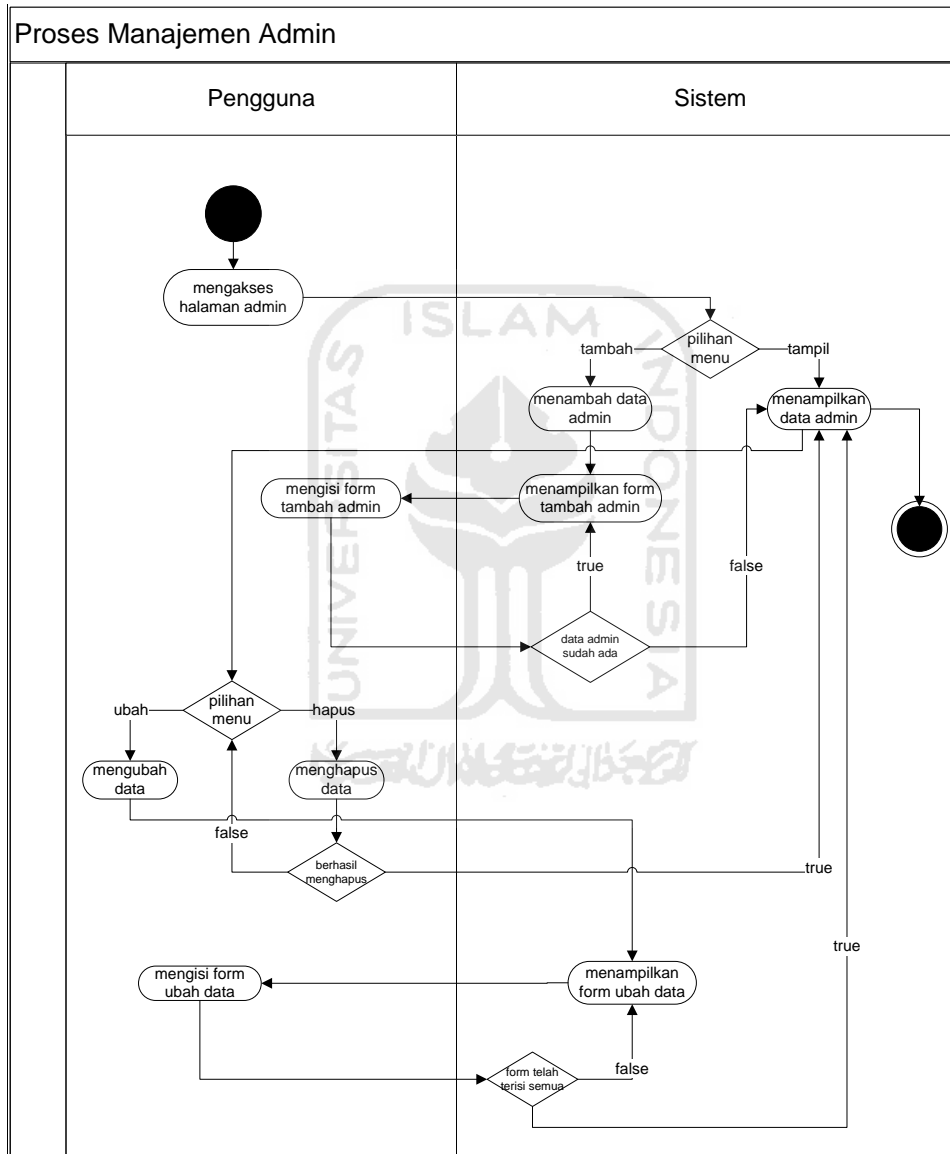 Proses Manajemen Admin
Pengguna
Sistem
mengakses
halaman admin
pilihan
menu
tambah
tampil
menambah data
admin
menampilkan
data admin
mengisi form
tambah admin
menampilkan form
tambah admin
true
false
data admin
sudah ada
pilihan
menu
ubah
hapus
mengubah
data
menghapus
data
false
berhasil
menghapus
true
true
mengisi form
ubah data
menampilkan
form ubah data
form telah
terisi semua
false
UNIVERSITAS
ISLAM
INDONESIA